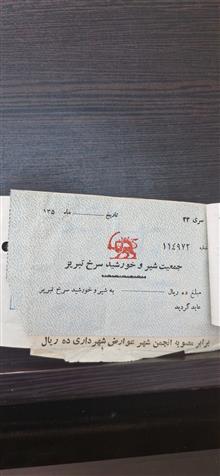 سری ۲۳ تاریخ ماه ۱۳۵
۱۱۴۹۷۲
جمعیت شیر و خورشید سرخ تبریز
مبلغ ده ریال به شیر و خورشید سرخ تبریز
عاید گردید
برابر مصوبه انجمن شهر عوارض شهرداری ده ریال